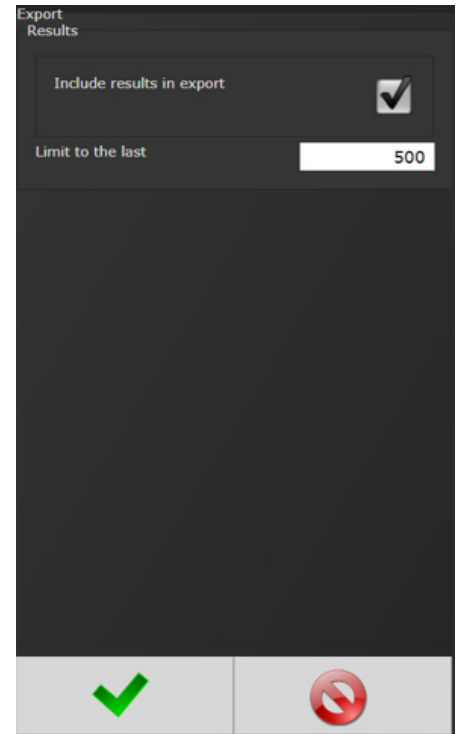 Export
Results
Include results in export
Limit to the last
500